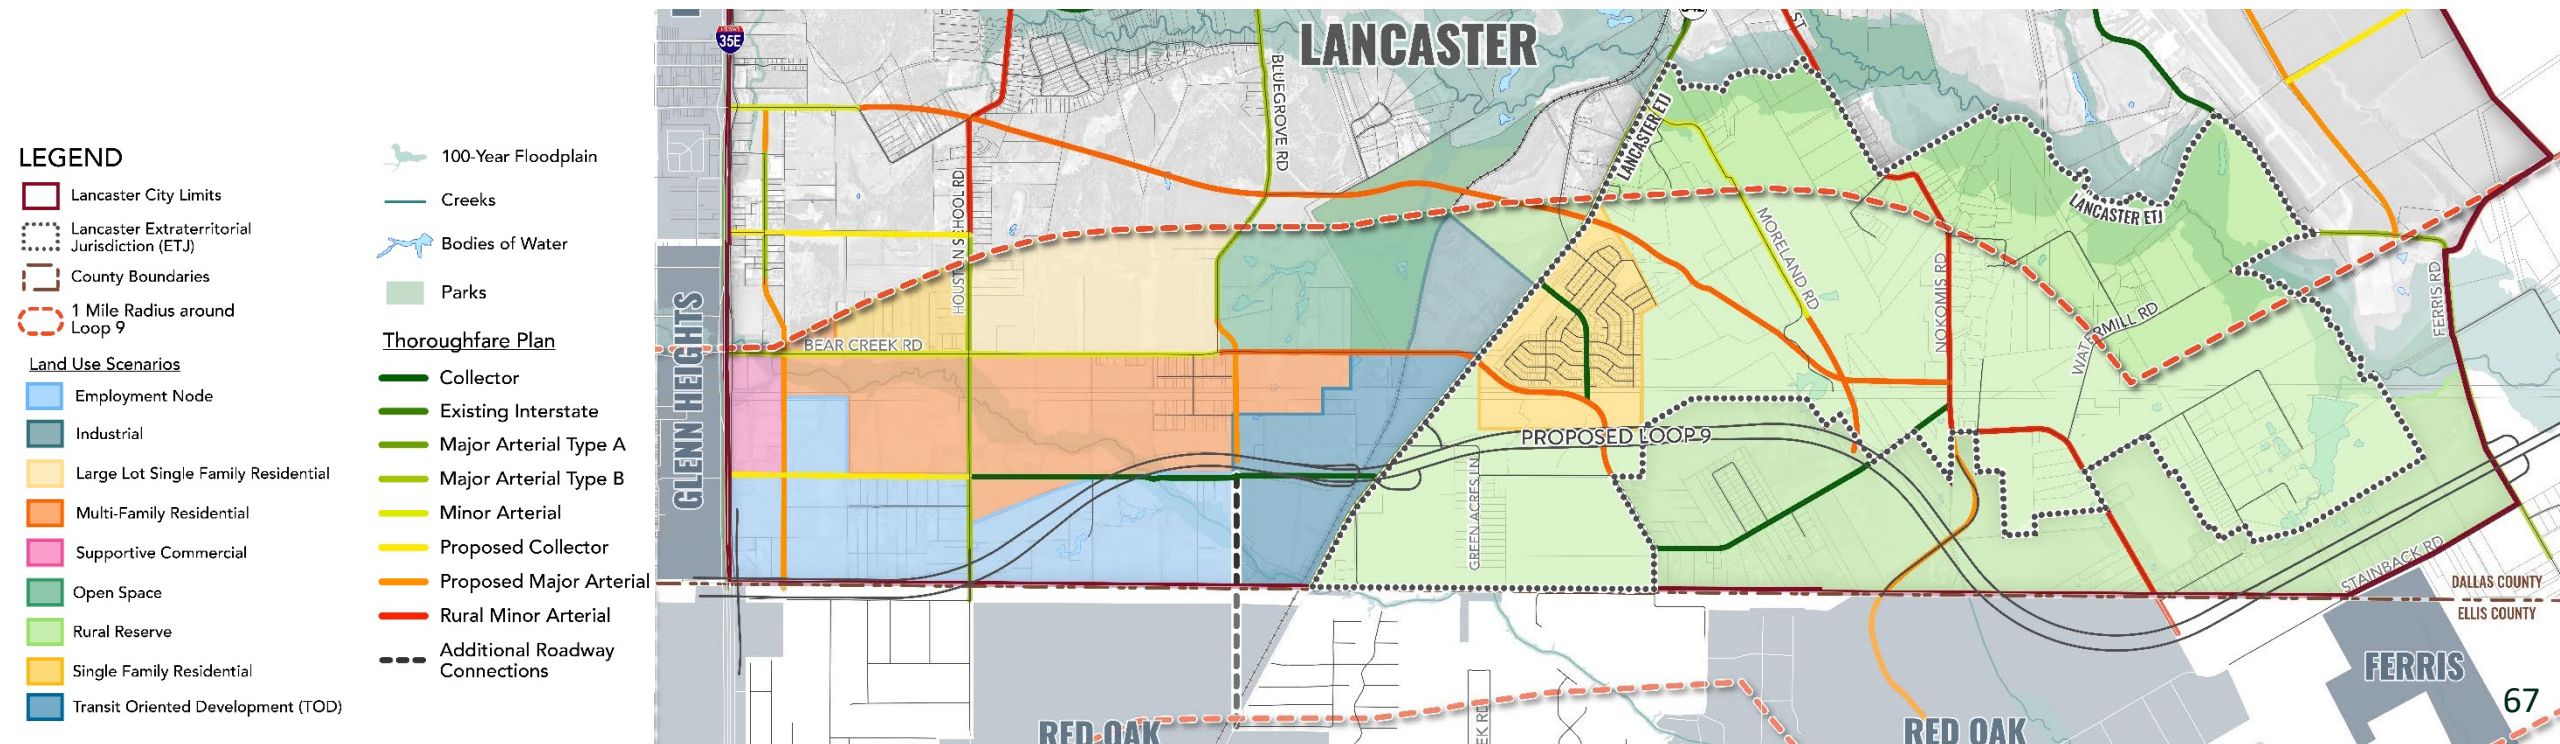 LEGEND
Lancaster City Limits
Lancaster Extraterritorial
Jurisdiction (ETJ)
County Boundaries
1 Mile Radius around
Loop 9
Land Use Scenarios
Employment Node
Industrial
Large Lot Single Family Residential
Multi-Family Residential
Supportive Commercial
Open Space
Rural Reserve
Single Family Residential
Transit Oriented Development (TOD)
100-Year Floodplain
Creeks
Bodies of Water
Parks
Thoroughfare Plan
Collector
Existing Interstate
Major Arterial Type A
Major Arterial Type B
Minor Arterial
Proposed Collector
Proposed Major Arterial
Rural Minor Arterial
Additional Roadway
Connections
35E
LANCASTER
ST
BLUEGROVE RD
LANCASTER ETJ
HOUSTON SCHOOL RD
LANCASTER ETJ
MORELAND RD
NOKOMIS RD
FERRIS RD
WATERMILL RD
GLENN HEIGHTS
BEAR CREEK RD
PROPOSED LOOP 9
GREEN ACRES LN
STAINBACK RD
DALLAS COUNTY
ELLIS COUNTY
FERRIS
RED OAK
EK RD
RED OAK
67